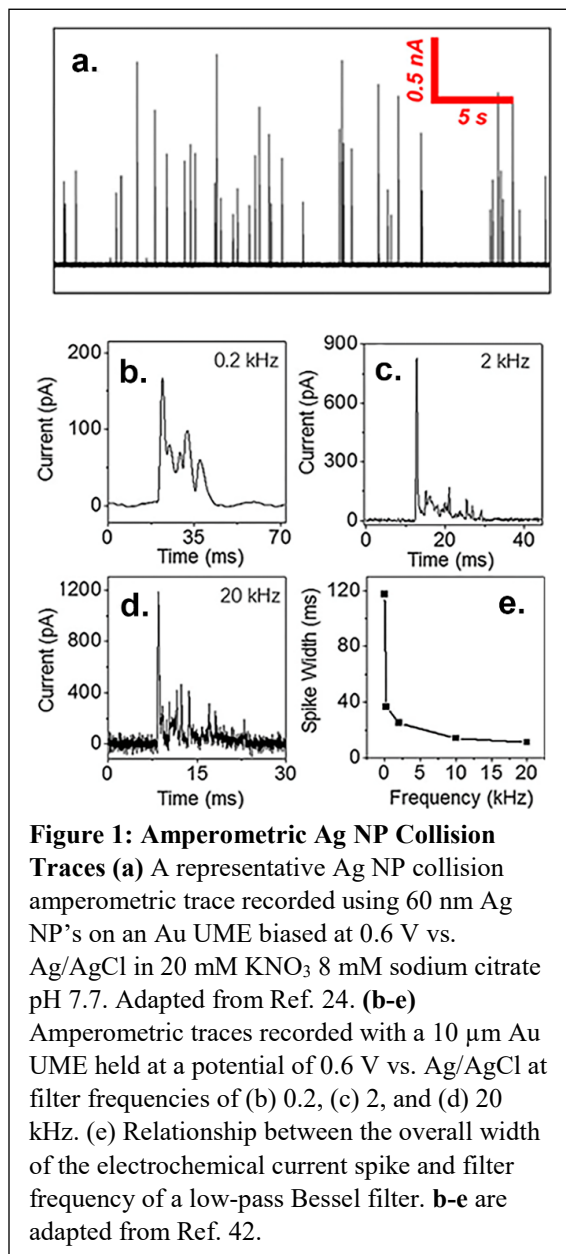 a.
0.5 nA
5 s
b.
0.2 kHz
200
100
0
Current (pA)
0 35 70
Time (ms)
c.
2 kHz
900
600
300
0
Current (pA)
0 20 40
Time (ms)
d.
20 kHz
1200
800
400
0
Current (pA)
0 15 30
Time (ms)
e.
120
80
40
0
Spike Width (ms)
0 5 10 15 20
Frequency (kHz)
Figure 1: Amperometric Ag NP Collision
Traces (a) A representative Ag NP collision
amperometric trace recorded using 60 nm Ag
NP’s on an Au UME biased at 0.6 V vs.
Ag/AgCl in 20 mM KNO₃ 8 mM sodium citrate
pH 7.7. Adapted from Ref. 24. (b-e)
Amperometric traces recorded with a 10 µm Au
UME held at a potential of 0.6 V vs. Ag/AgCl at
filter frequencies of (b) 0.2, (c) 2, and (d) 20
kHz. (e) Relationship between the overall width
of the electrochemical current spike and filter
frequency of a low-pass Bessel filter. b-e are
adapted from Ref. 42.